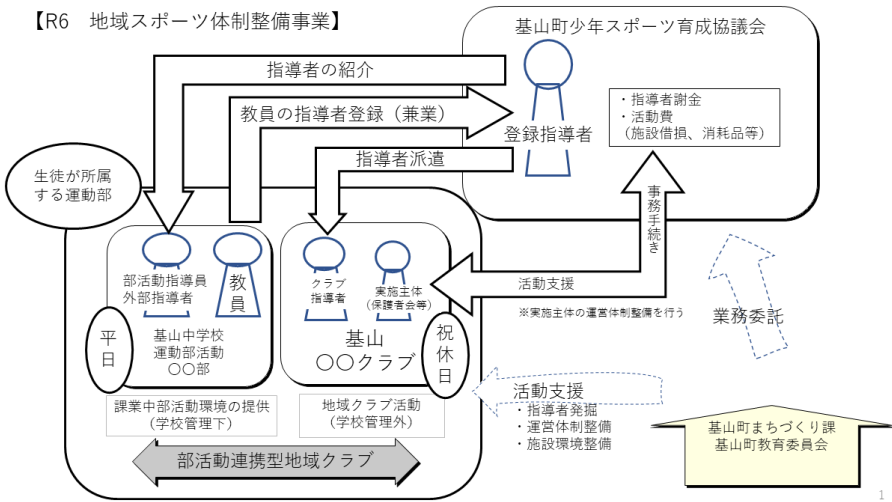 【R6　地域スポーツ体制整備事業】
基山町少年スポーツ育成協議会
指導者の紹介
教員の指導者登録（兼業）
登録指導者
・指導者謝金
・活動費
（施設借損、消耗品等）
指導者派遣
生徒が所属
する運動部
事務手続き
部活動指導員
外部指導者
教員
クラブ
指導者
実施主体
（保護者会等）
活動支援
※実施主体の運営体制整備を行う
業務委託
平日
基山中学校
運動部活動
〇〇部
基山
〇〇クラブ
祝休日
課業中部活動環境の提供
（学校管理下）
地域クラブ活動
（学校管理外）
活動支援
・指導者発掘
・運営体制整備
・施設環境整備
部活動連携型地域クラブ
基山町まちづくり課
基山町教育委員会
1